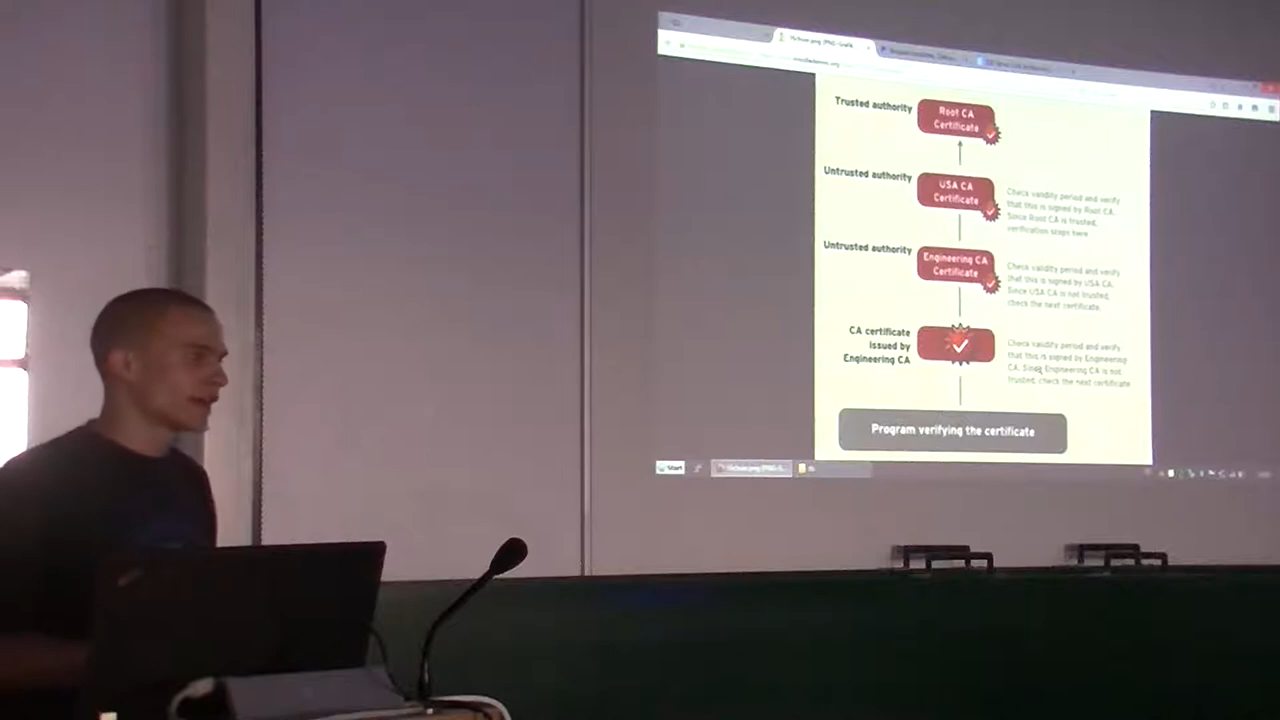 Trusted authority
Root CA
Certificate
Untrusted authority
USA CA
Certificate
Check validity period and verify
that this is signed by Root CA.
Since Root CA is trusted,
verification stops here
Untrusted authority
Engineering CA
Certificate
Check validity period and verify
that this is signed by USA CA.
Since USA CA is not trusted,
check the next certificate.
CA certificate
issued by
Engineering CA
Check validity period and verify
that this is signed by Engineering
CA. Since Engineering CA is not
trusted, check the next certificate
Program verifying the certificate
Start